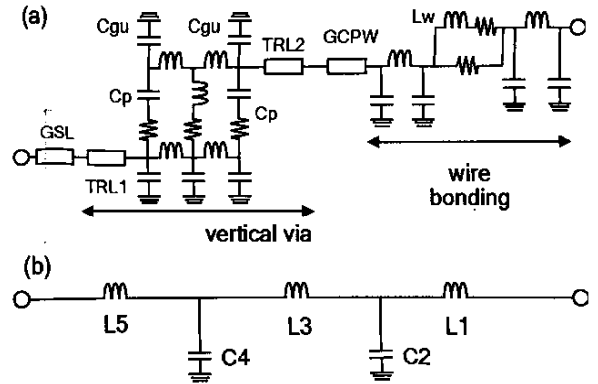 (a)
Cgu
Cgu
Lw
TRL2
GCPW
Cp
Cp
GSL
TRL1
wire
bonding
vertical via
(b)
L5
L3
L1
C4
C2